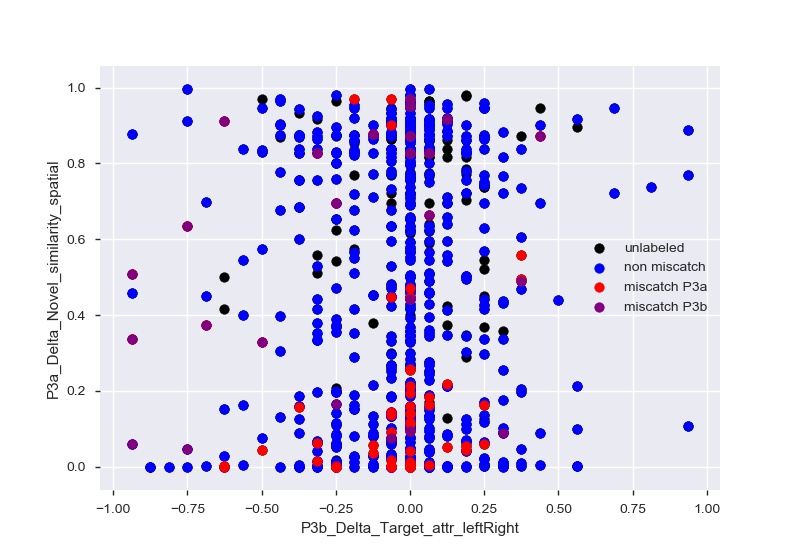 1.0
0.8
0.6
0.4
0.2
0.0
P3a_Delta_Novel_similarity_spatial
unlabeled
non miscatch
miscatch P3a
miscatch P3b
−1.00 −0.75 −0.50 −0.25 0.00 0.25 0.50 0.75 1.00
P3b_Delta_Target_attr_leftRight